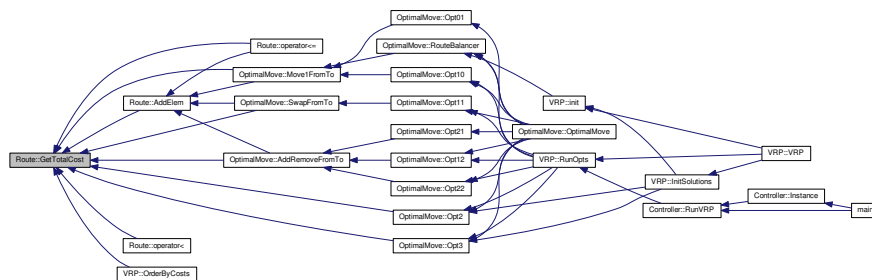 Route::GetTotalCost
Route::operator<=
OptimalMove::Move1FromTo
Route::AddElem
OptimalMove::SwapFromTo
OptimalMove::AddRemoveFromTo
Route::operator<
VRP::OrderByCosts
OptimalMove::Opt01
OptimalMove::RouteBalancer
OptimalMove::Opt10
OptimalMove::Opt11
OptimalMove::Opt21
OptimalMove::Opt12
OptimalMove::Opt22
OptimalMove::Opt2
OptimalMove::Opt3
VRP::init
OptimalMove::OptimalMove
VRP::RunOpts
VRP::InitSolutions
Controller::RunVRP
VRP::VRP
Controller::Instance
main